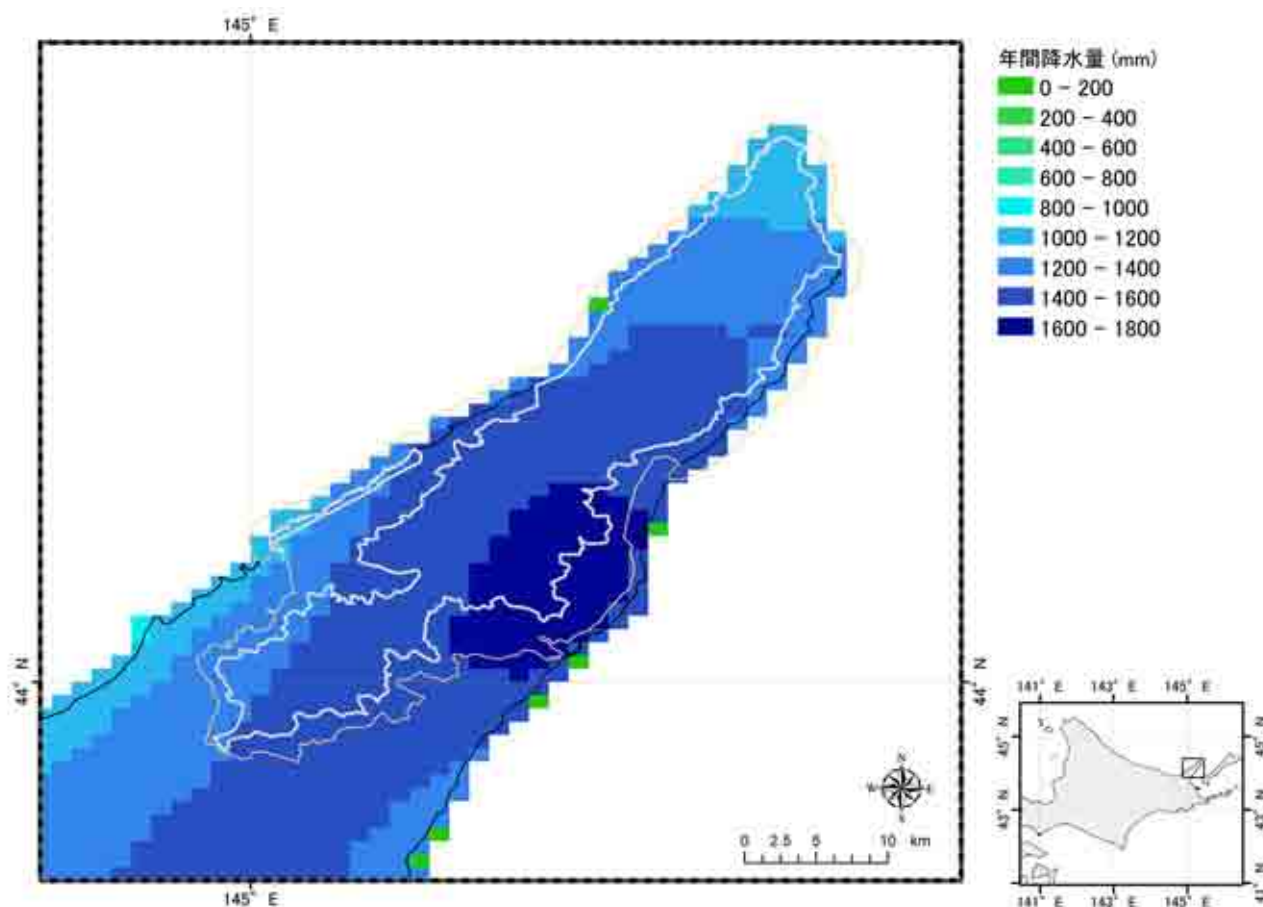 145° E
年間降水量 (mm)
0 - 200
200 - 400
400 - 600
600 - 800
800 - 1000
1000 - 1200
1200 - 1400
1400 - 1600
1600 - 1800
44° N
44° N
N
W E
S
0 2.5 5 10 km
145° E
141° E 143° E 145° E
45° N
45° N
43° N
43° N
41° N
141° E 143° E 145° E